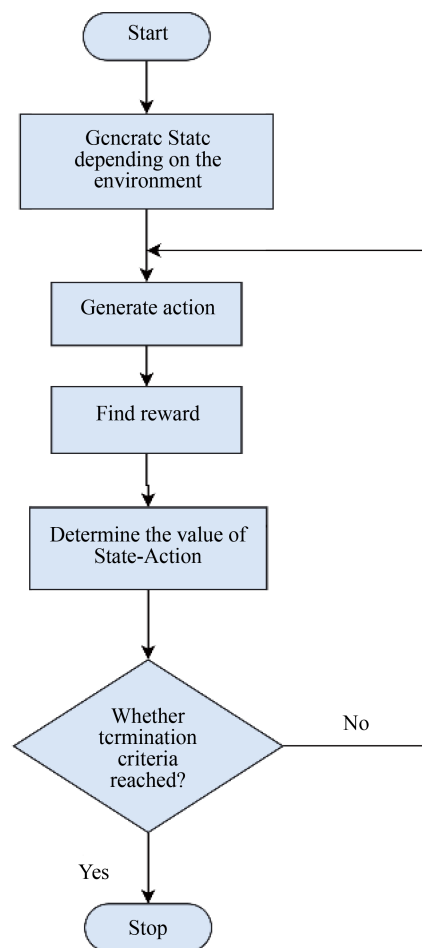 Start
Generate State
depending on the
environment
Generate action
Find reward
Determine the value of
State-Action
Whether
termination
criteria
reached?
No
Yes
Stop